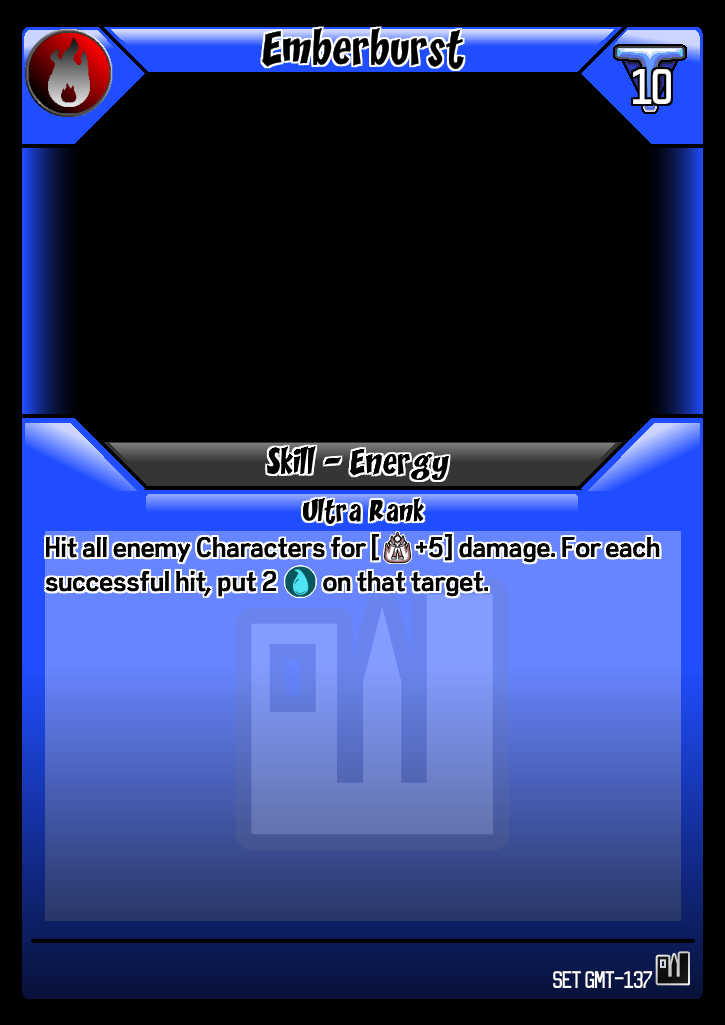 Emberburst
10
Skill - Energy
Ultra Rank
Hit all enemy Characters for [ +5] damage. For each
successful hit, put 2 on that target.
SET GMT-137